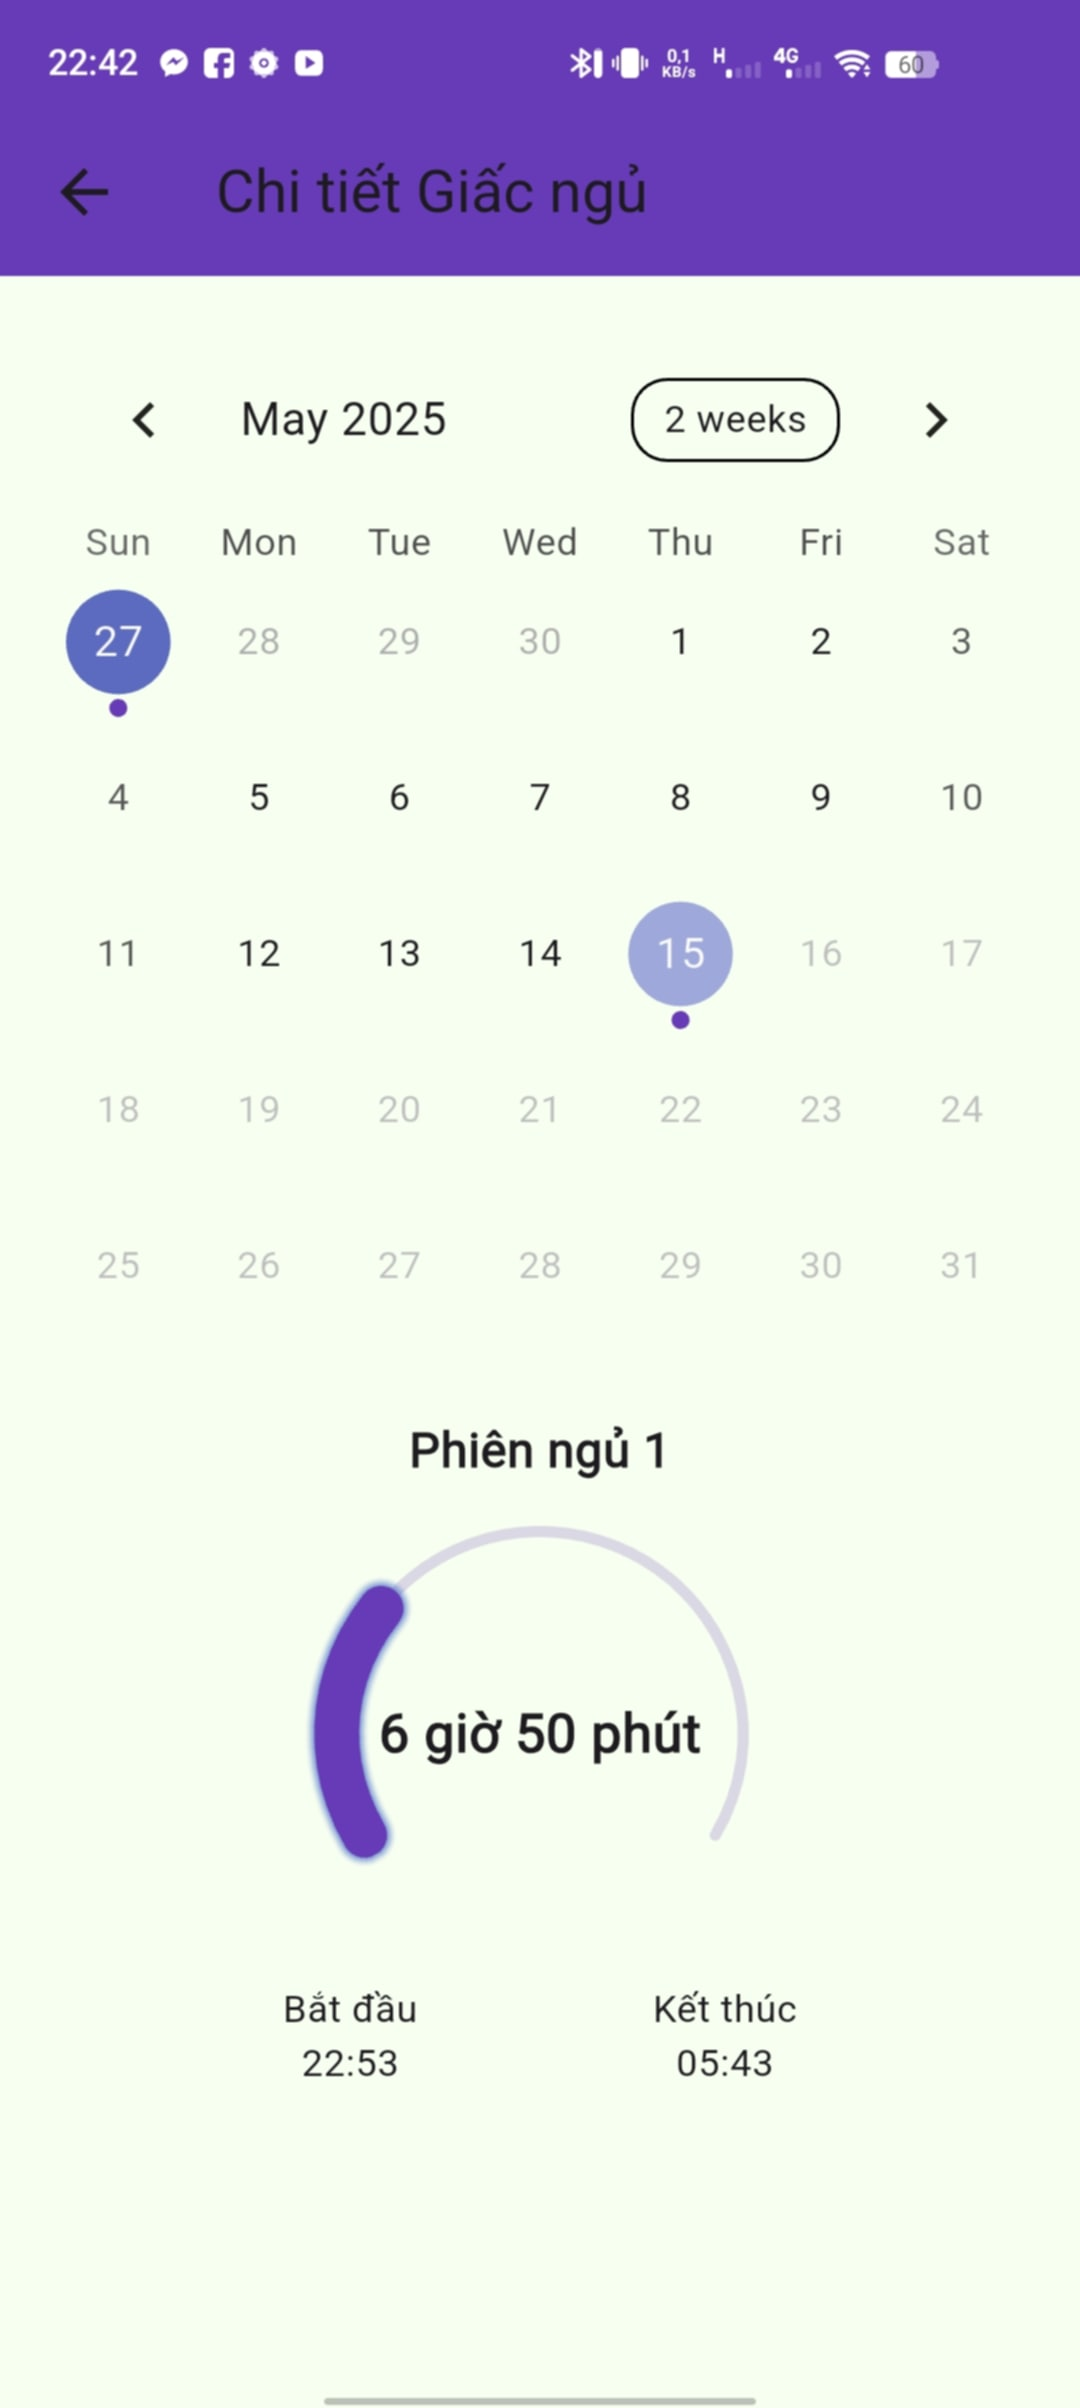 22:42 0,1 KB/s H 4G 60
Chi tiết Giấc ngủ
May 2025 2 weeks
Sun Mon Tue Wed Thu Fri Sat
27 28 29 30 1 2 3
4 5 6 7 8 9 10
11 12 13 14 15 16 17
18 19 20 21 22 23 24
25 26 27 28 29 30 31
Phiên ngủ 1
6 giờ 50 phút
Bắt đầu Kết thúc
22:53 05:43